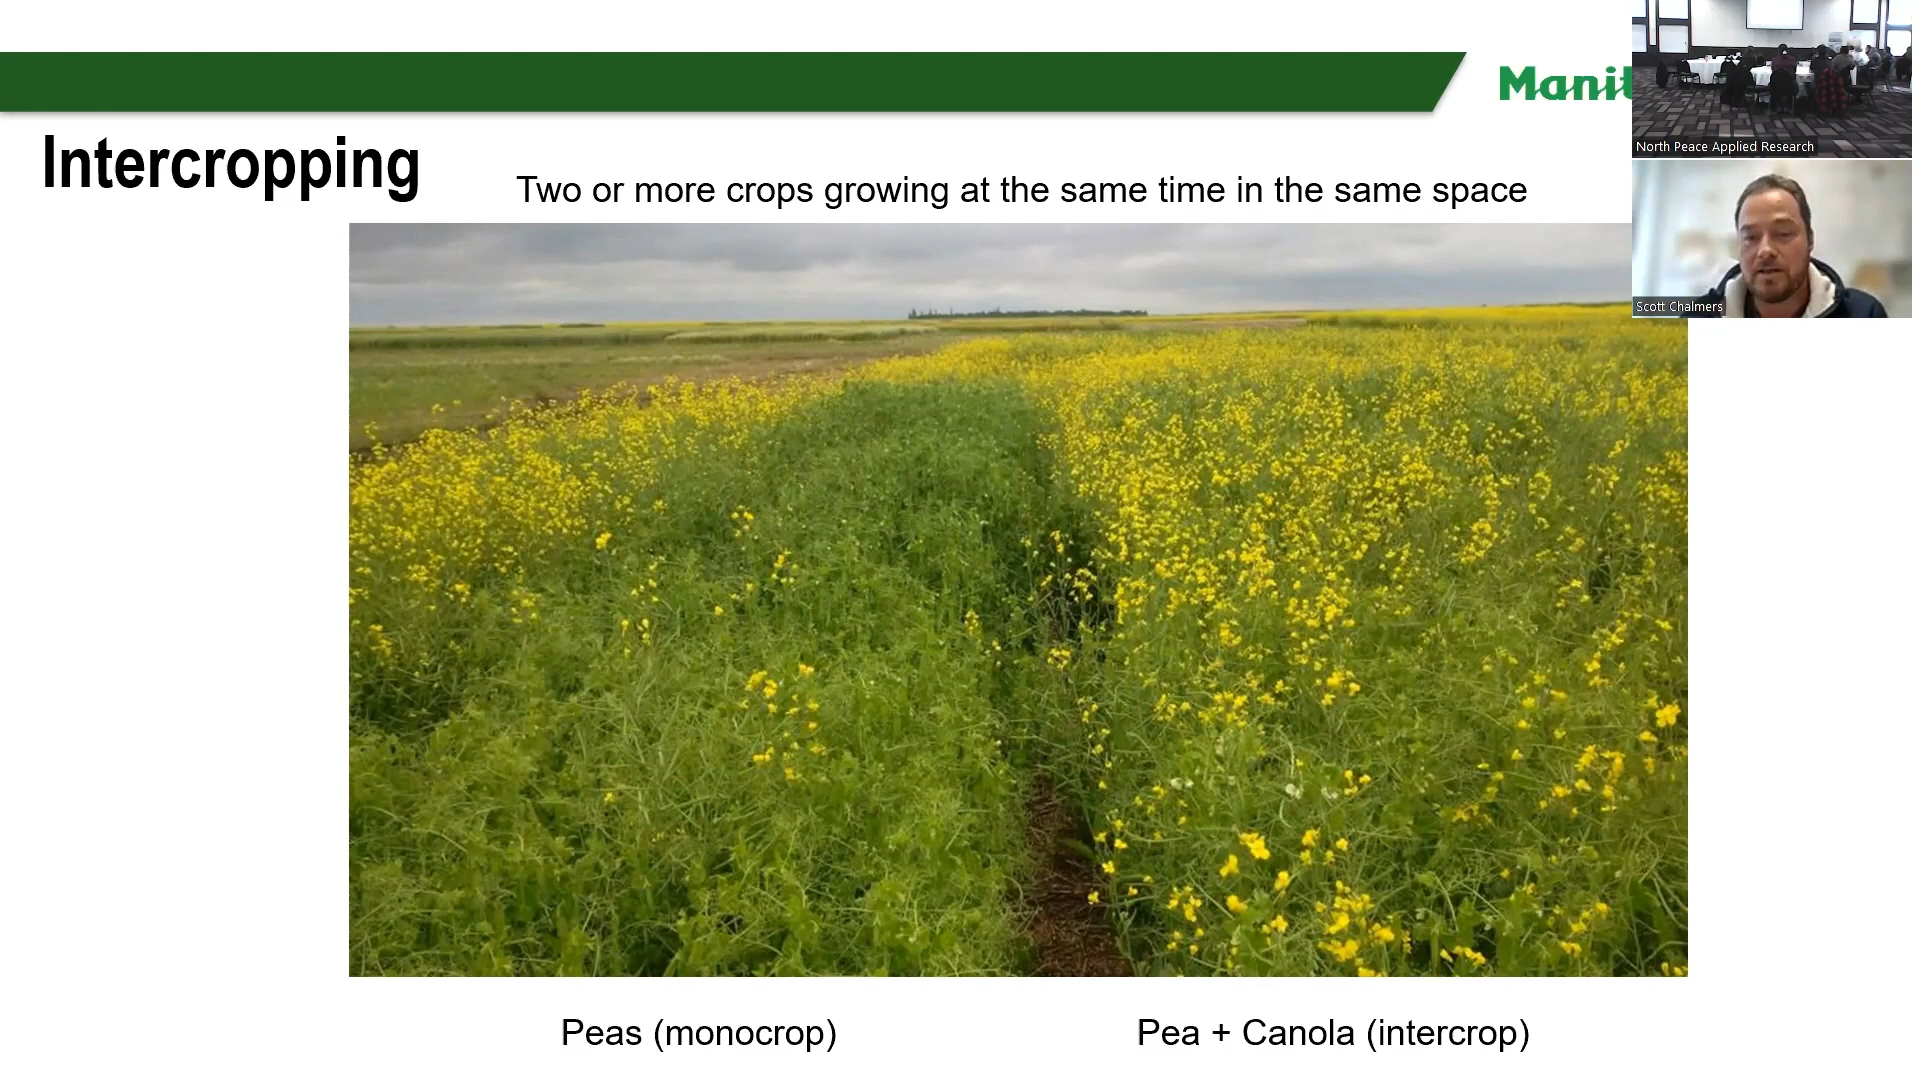 Manit
North Peace Applied Research
Intercropping
Two or more crops growing at the same time in the same space
Scott Chalmers
Peas (monocrop)
Pea + Canola (intercrop)